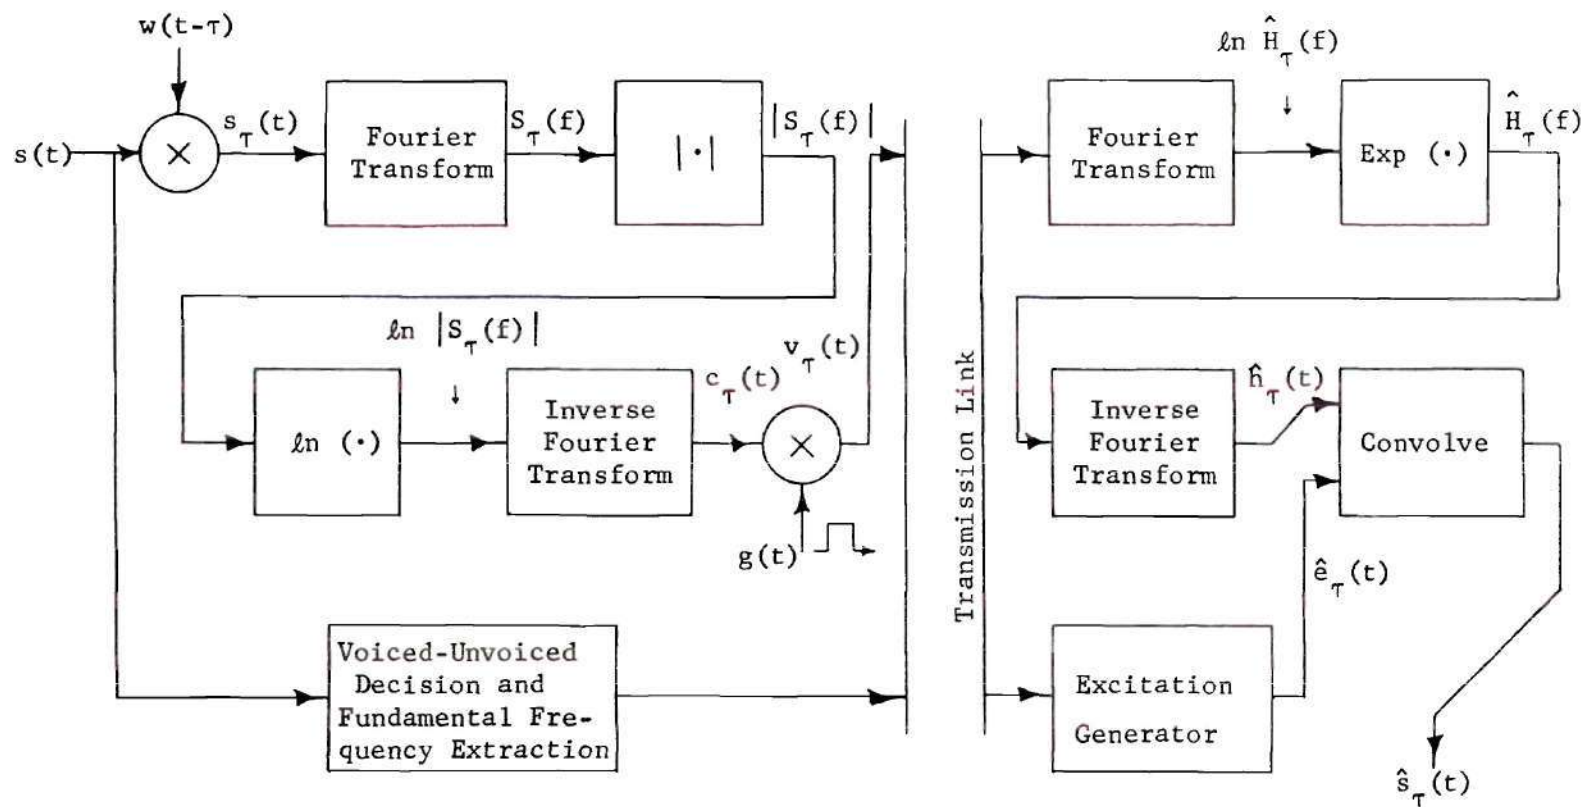 w(t-τ)
s(t)
×
s_τ(t)
Fourier
Transform
S_τ(f)
|·|
|S_τ(f)|
ℓn |S_τ(f)|
↓
ℓn (·)
Inverse
Fourier
Transform
c_τ(t)
×
v_τ(t)
g(t)
Voiced-Unvoiced
Decision and
Fundamental Fre-
quency Extraction
Transmission Link
Fourier
Transform
ℓn Ĥ_τ(f)
↓
Exp (·)
Ĥ_τ(f)
Inverse
Fourier
Transform
ĥ_τ(t)
Convolve
ê_τ(t)
Excitation
Generator
ŝ_τ(t)